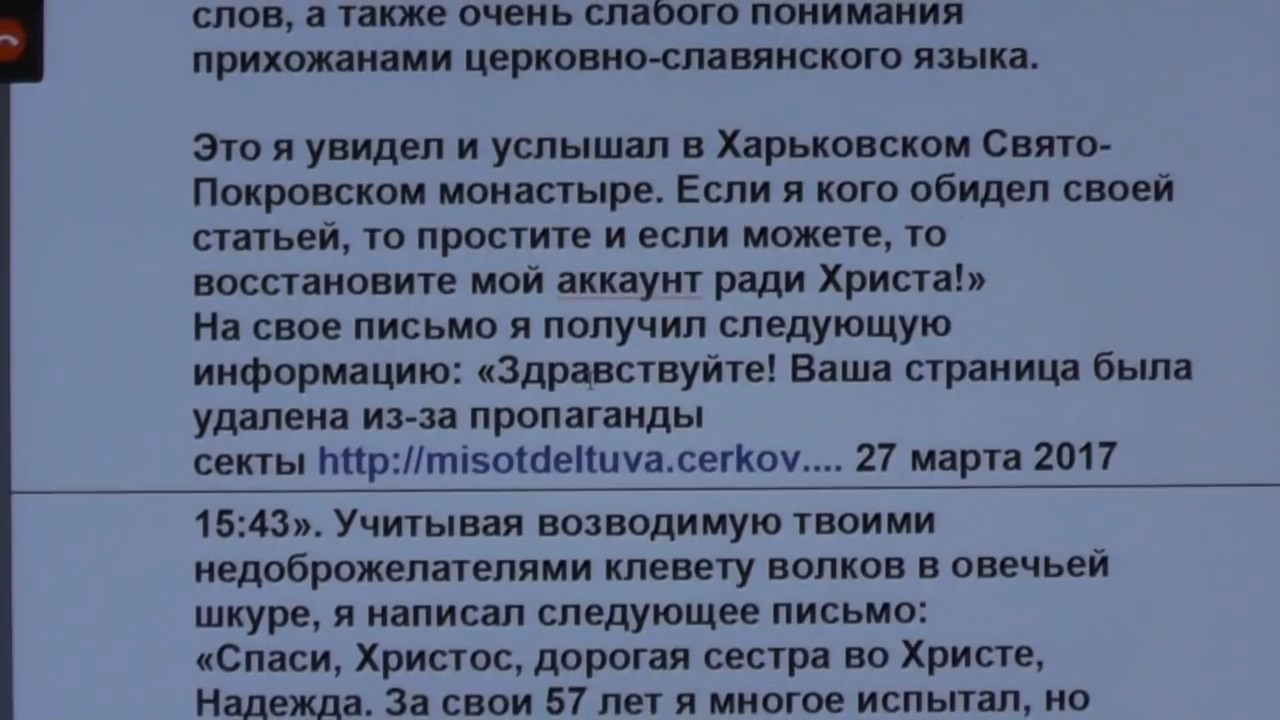 слов, а также очень слабого понимания
прихожанами церковно-славянского языка.
Это я увидел и услышал в Харьковском Свято-
Покровском монастыре. Если я кого обидел своей
статьей, то простите и если можете, то
восстановите мой аккаунт ради Христа!»
На свое письмо я получил следующую
информацию: «Здравствуйте! Ваша страница была
удалена из-за пропаганды
секты http://misotdeltuva.cerkov.... 27 марта 2017
15:43». Учитывая возводимую твоими
недоброжелателями клевету волков в овечьей
шкуре, я написал следующее письмо:
«Спаси, Христос, дорогая сестра во Христе,
Надежда. За свои 57 лет я многое испытал, но